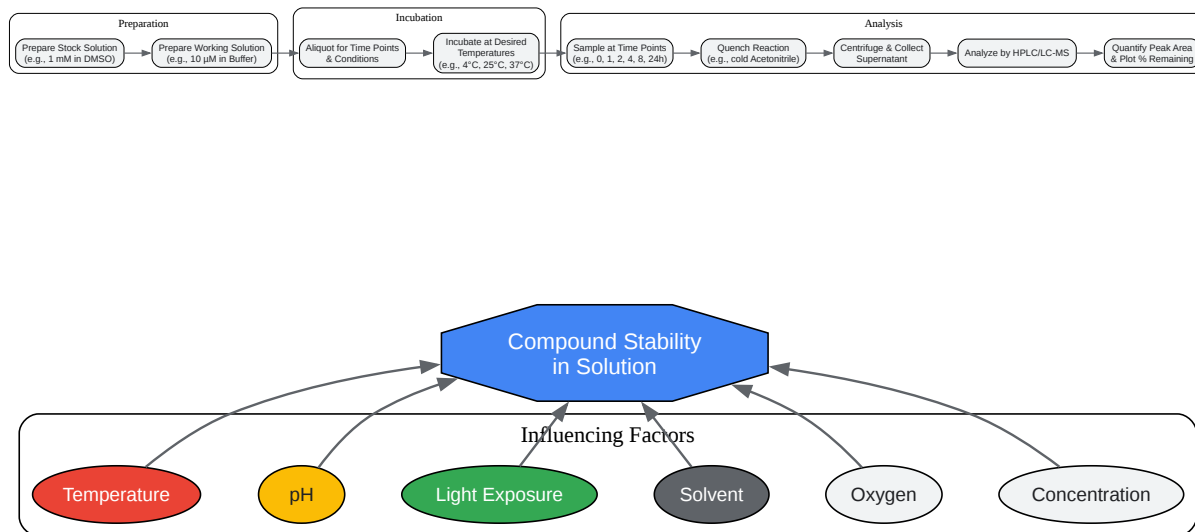 Preparation
Prepare Stock Solution
(e.g., 1 mM in DMSO)
Prepare Working Solution
(e.g., 10 µM in Buffer)
Incubation
Aliquot for Time Points
& Conditions
Incubate at Desired
Temperatures
(e.g., 4°C, 25°C, 37°C)
Analysis
Sample at Time Points
(e.g., 0, 1, 2, 4, 8, 24h)
Quench Reaction
(e.g., cold Acetonitrile)
Centrifuge & Collect
Supernatant
Analyze by HPLC/LC-MS
Quantify Peak Area
& Plot % Remaining
Compound Stability
in Solution
Influencing Factors
Temperature
pH
Light Exposure
Solvent
Oxygen
Concentration